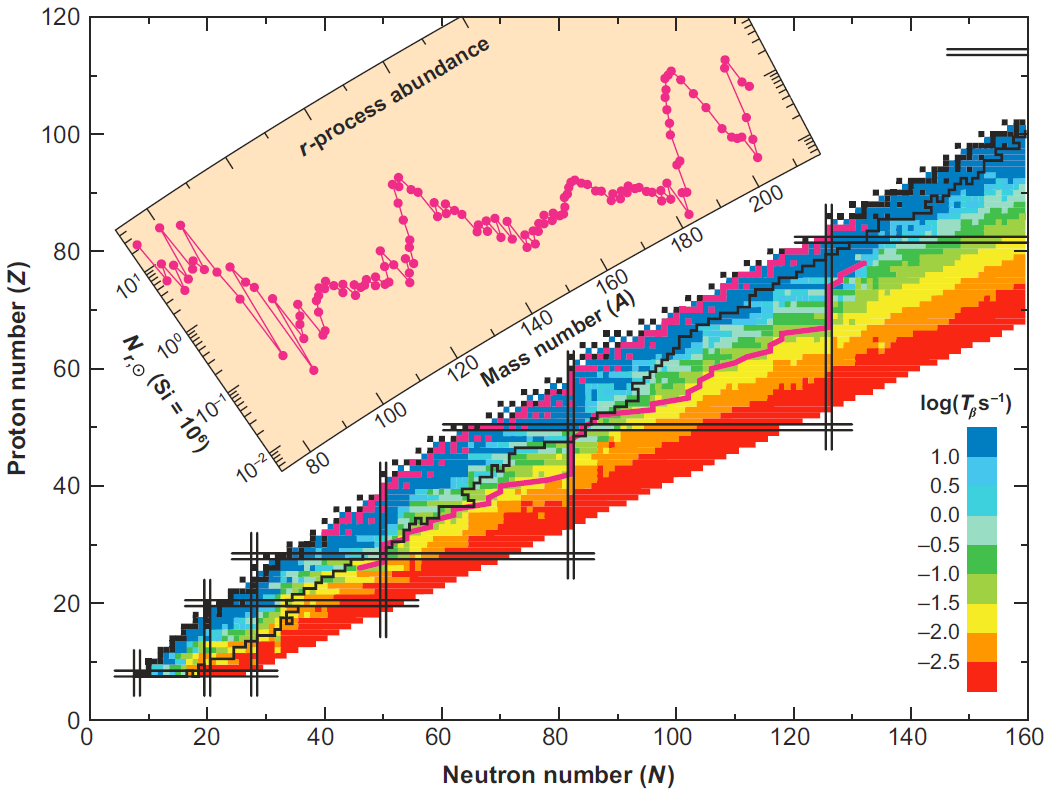 120
100
80
60
40
20
0
Proton number (Z)
0 20 40 60 80 100 120 140 160
Neutron number (N)
r-process abundance
10¹
10⁰
10⁻¹
10⁻²
N r,⊙ (Si = 10⁶)
80 100 120 140 160 180 200
Mass number (A)
log(Tᵦs⁻¹)
1.0
0.5
0.0
−0.5
−1.0
−1.5
−2.0
−2.5